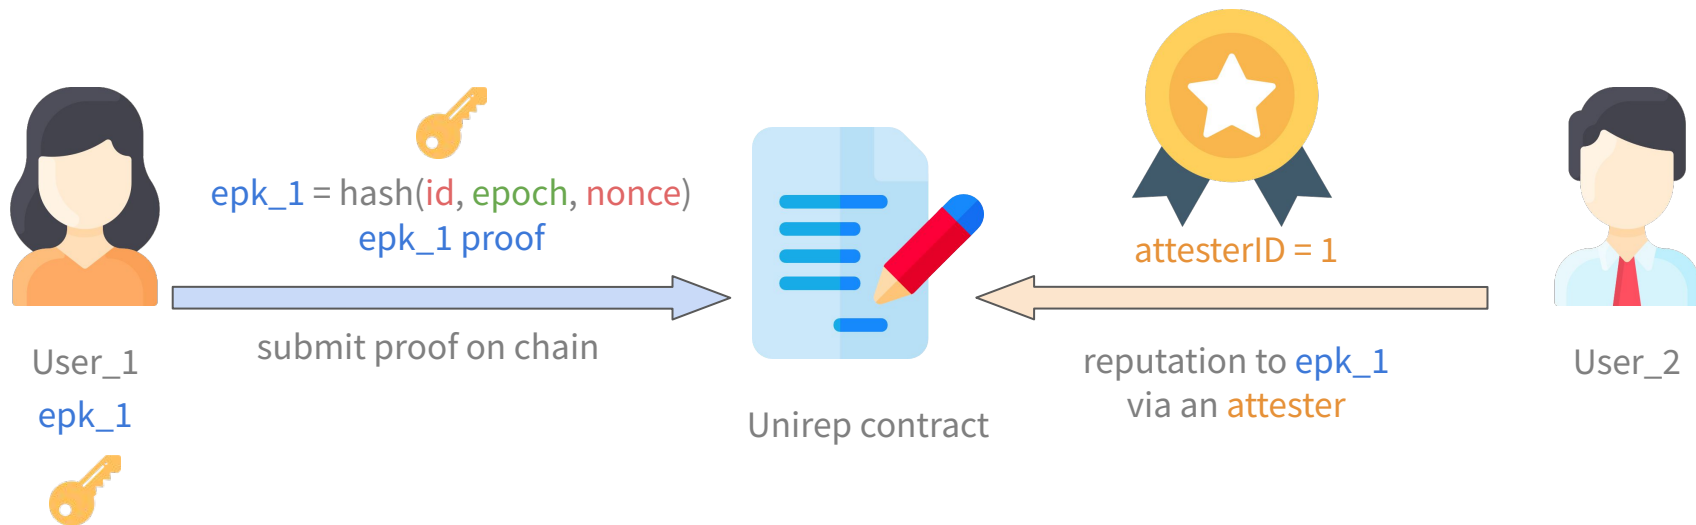 epk_1 = hash(id, epoch, nonce)
epk_1 proof
submit proof on chain
User_1
epk_1
Unirep contract
attesterID = 1
reputation to epk_1
via an attester
User_2